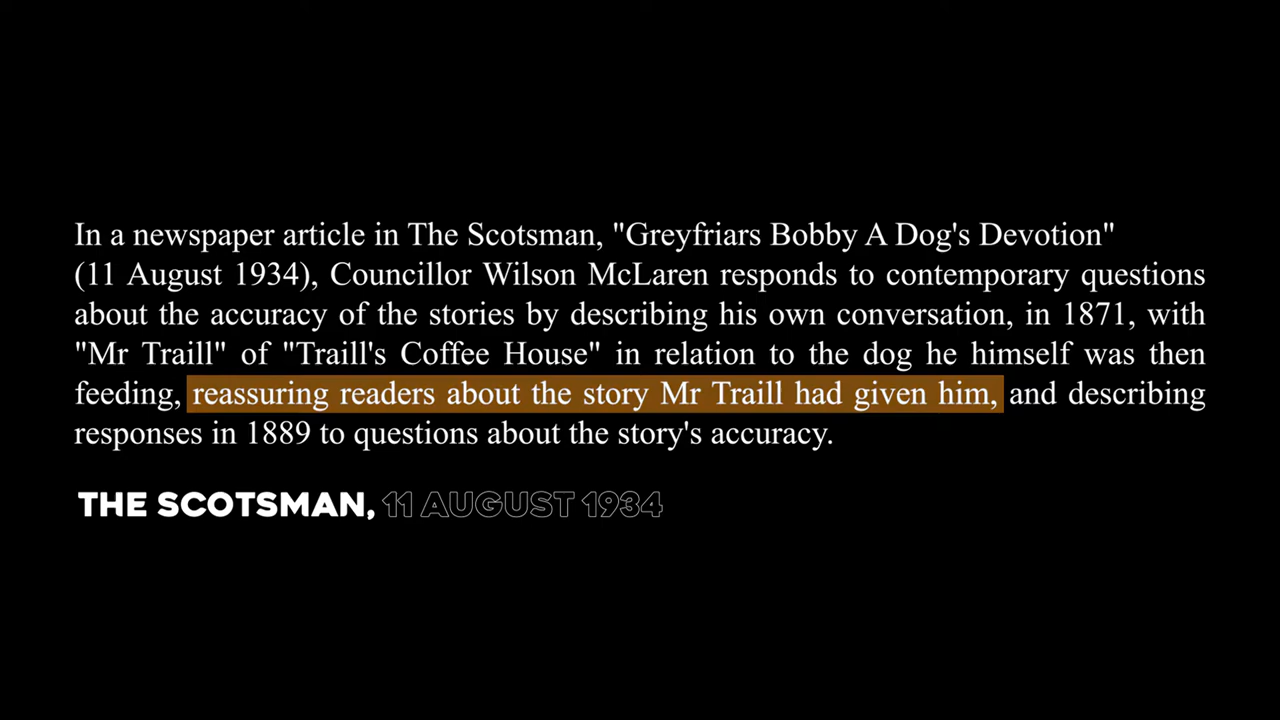 In a newspaper article in The Scotsman, "Greyfriars Bobby A Dog's Devotion"
(11 August 1934), Councillor Wilson McLaren responds to contemporary questions
about the accuracy of the stories by describing his own conversation, in 1871, with
"Mr Traill" of "Traill's Coffee House" in relation to the dog he himself was then
feeding, reassuring readers about the story Mr Traill had given him, and describing
responses in 1889 to questions about the story's accuracy.
THE SCOTSMAN, 11 AUGUST 1934